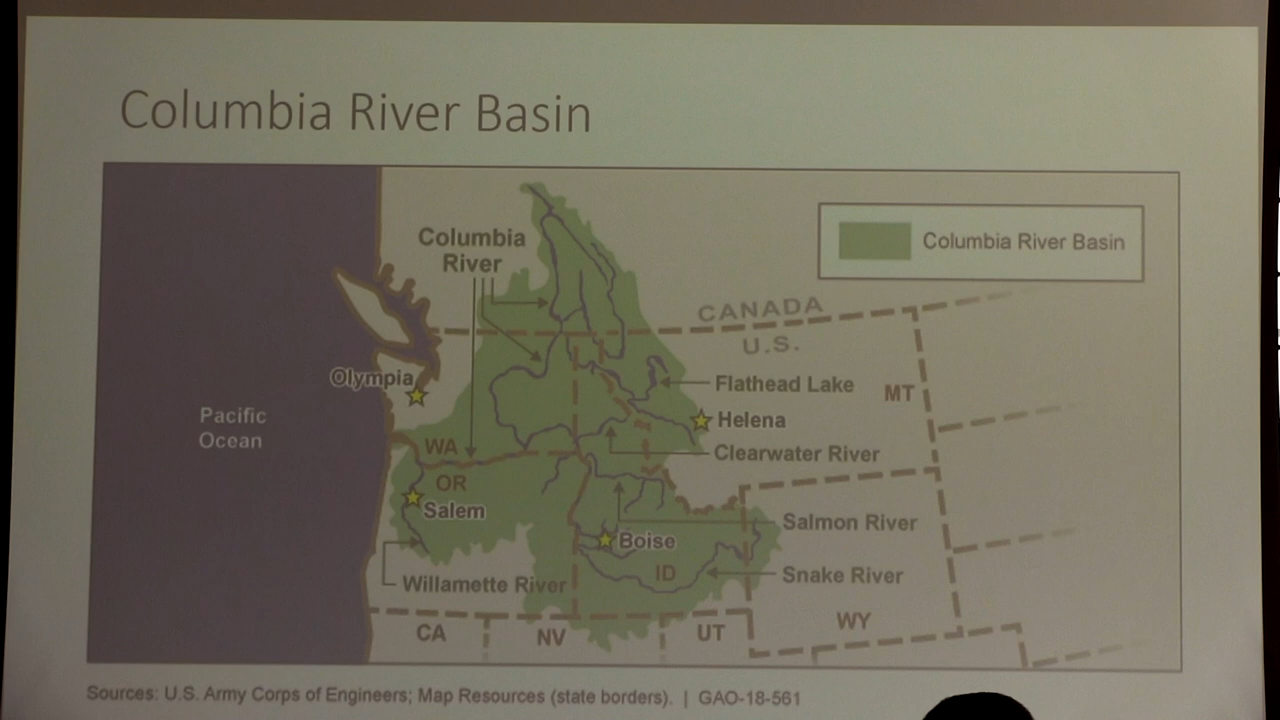 Columbia River Basin
Columbia
River
Columbia River Basin
CANADA
U.S.
Olympia
Flathead Lake
MT
Pacific
Ocean
Helena
WA
Clearwater River
OR
Salem
Salmon River
Boise
ID
Snake River
Willamette River
WY
CA
NV
UT
Sources: U.S. Army Corps of Engineers; Map Resources (state borders). | GAO-18-561